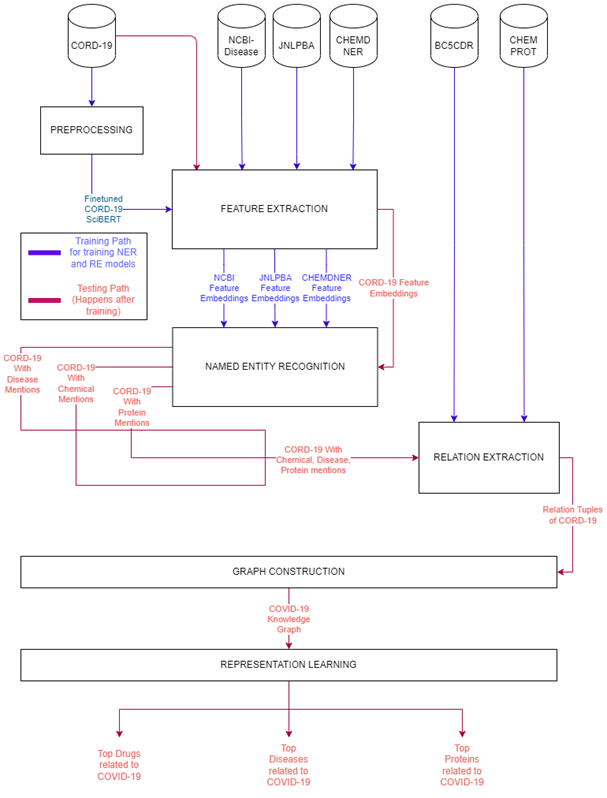 CORD-19
NCBI-
Disease
JNLPBA
CHEMD
NER
BC5CDR
CHEM
PROT
PREPROCESSING
Finetuned
CORD-19
SciBERT
FEATURE EXTRACTION
Training Path
for training NER
and RE models
Testing Path
(Happens after
training)
NCBI
Feature
Embeddings
JNLPBA
Feature
Embeddings
CHEMDNER
Feature
Embeddings
CORD-19 Feature
Embeddings
NAMED ENTITY RECOGNITION
CORD-19
With
Disease
Mentions
CORD-19
With
Chemical
Mentions
CORD-19
With
Protein
Mentions
CORD-19 With
Chemical, Disease,
Protein mentions
RELATION EXTRACTION
Relation Tuples
of CORD-19
GRAPH CONSTRUCTION
COVID-19
Knowledge
Graph
REPRESENTATION LEARNING
Top Drugs
related to
COVID-19
Top
Diseases
related to
COVID-19
Top
Proteins
related to
COVID-19